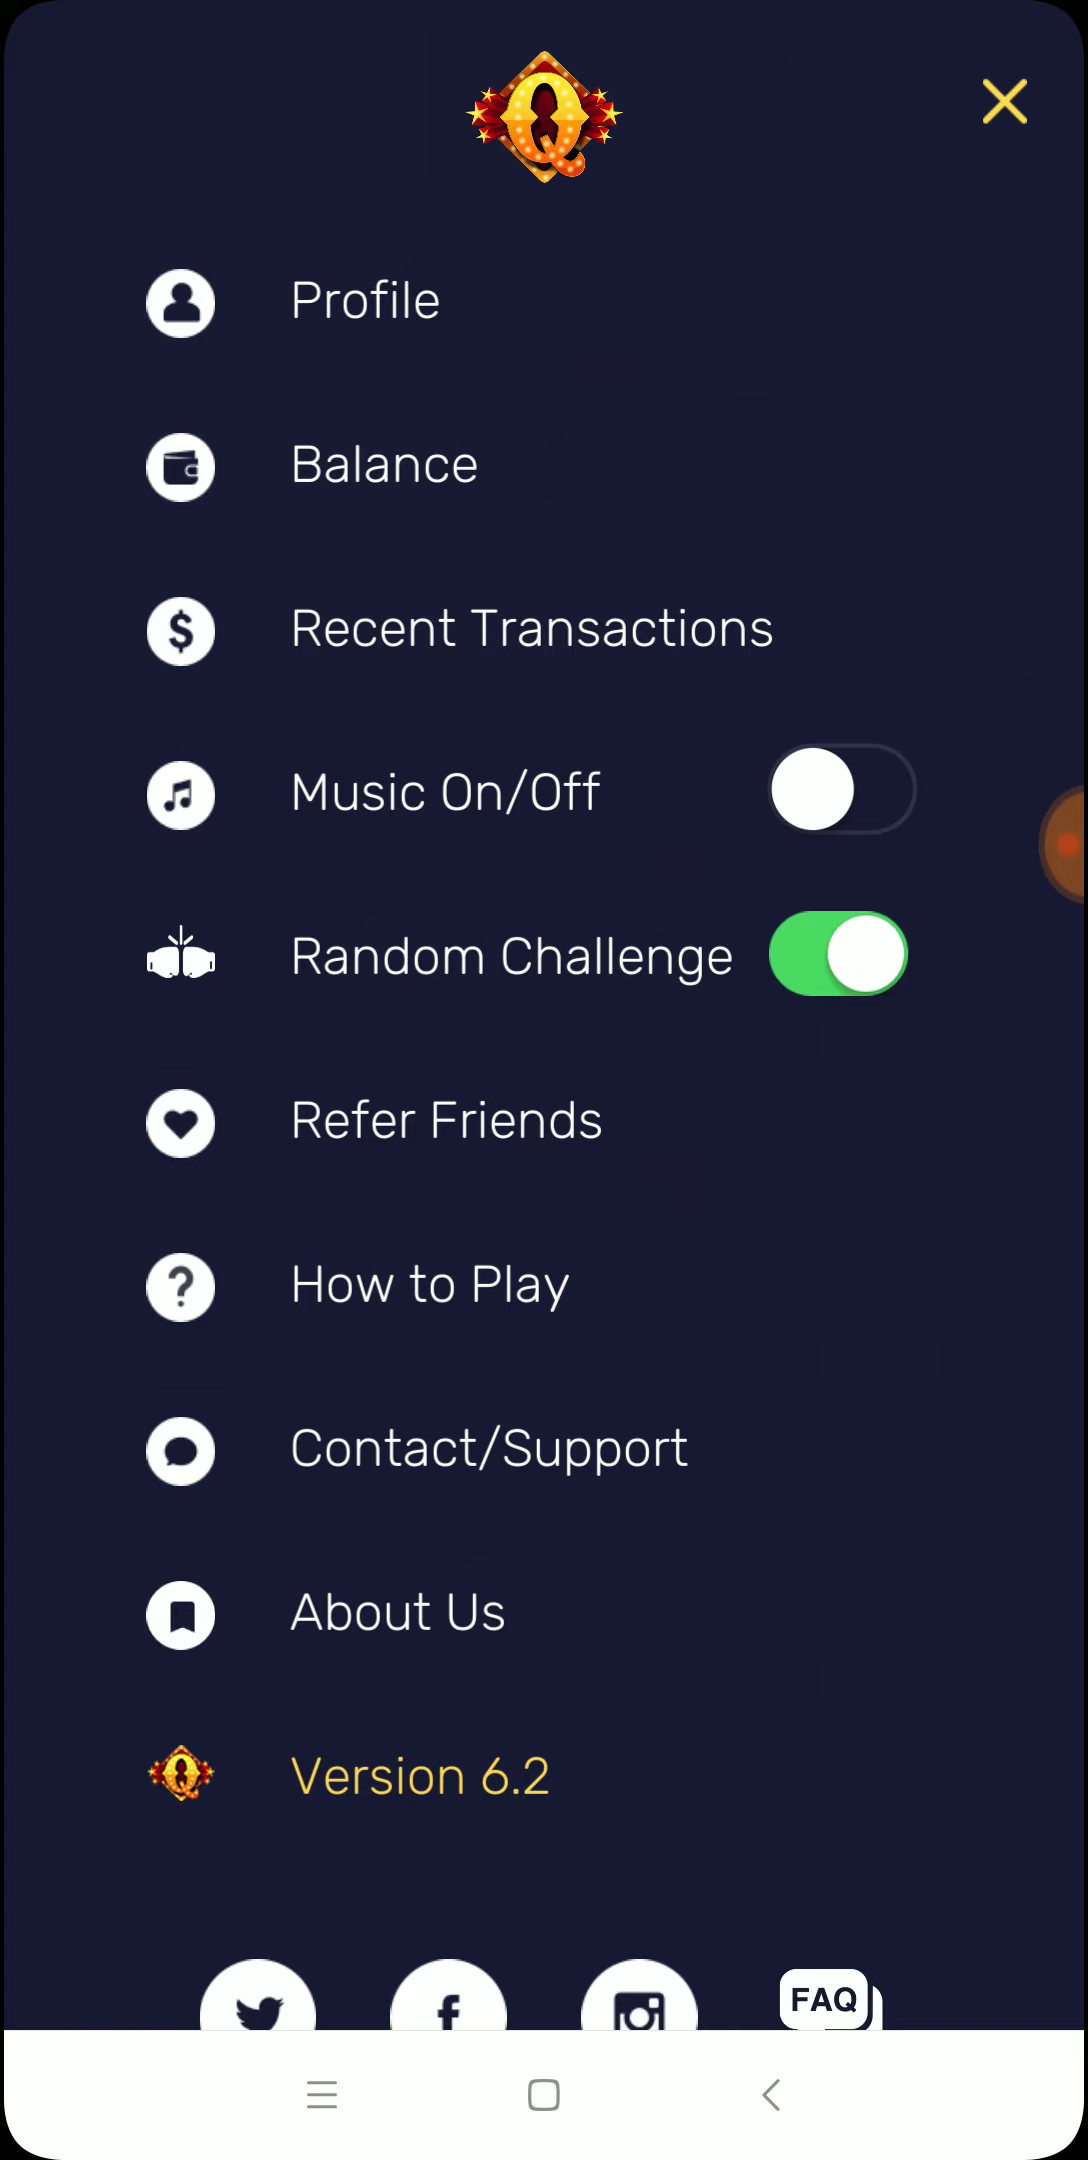 Q
Profile
Balance
$ Recent Transactions
Music On/Off
Random Challenge
Refer Friends
? How to Play
Contact/Support
About Us
Q Version 6.2
FAQ